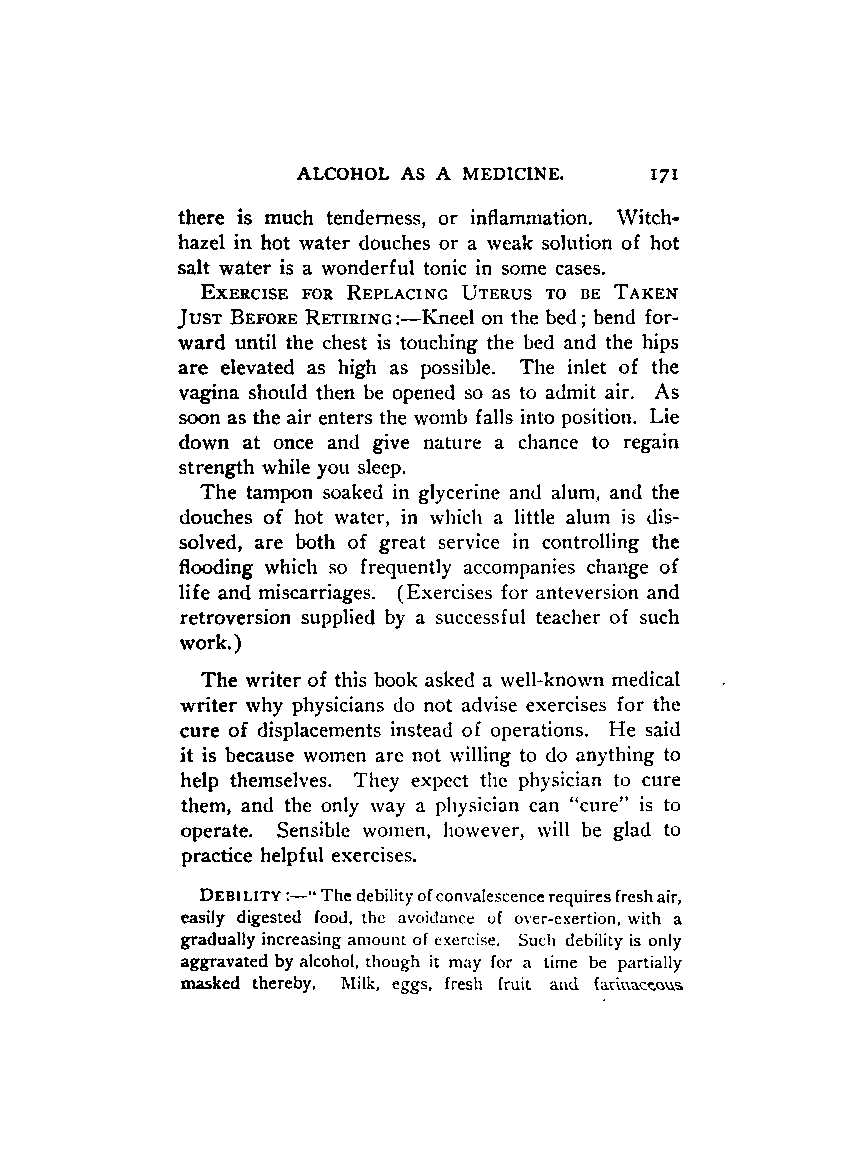 ALCOHOL AS A MEDICINE. 171
there is much tenderness, or inflammation. Witch-
hazel in hot water douches or a weak solution of hot
salt water is a wonderful tonic in some cases.
EXERCISE FOR REPLACING UTERUS TO BE TAKEN
JUST BEFORE RETIRING:—Kneel on the bed; bend for-
ward until the chest is touching the bed and the hips
are elevated as high as possible. The inlet of the
vagina should then be opened so as to admit air. As
soon as the air enters the womb falls into position. Lie
down at once and give nature a chance to regain
strength while you sleep.
The tampon soaked in glycerine and alum, and the
douches of hot water, in which a little alum is dis-
solved, are both of great service in controlling the
flooding which so frequently accompanies change of
life and miscarriages. (Exercises for anteversion and
retroversion supplied by a successful teacher of such
work.)
The writer of this book asked a well-known medical
writer why physicians do not advise exercises for the
cure of displacements instead of operations. He said
it is because women are not willing to do anything to
help themselves. They expect the physician to cure
them, and the only way a physician can "cure" is to
operate. Sensible women, however, will be glad to
practice helpful exercises.
DEBILITY:—"The debility of convalescence requires fresh air,
easily digested food, the avoidance of over-exertion, with a
gradually increasing amount of exercise. Such debility is only
aggravated by alcohol, though it may for a time be partially
masked thereby. Milk, eggs, fresh fruit and farinaceous